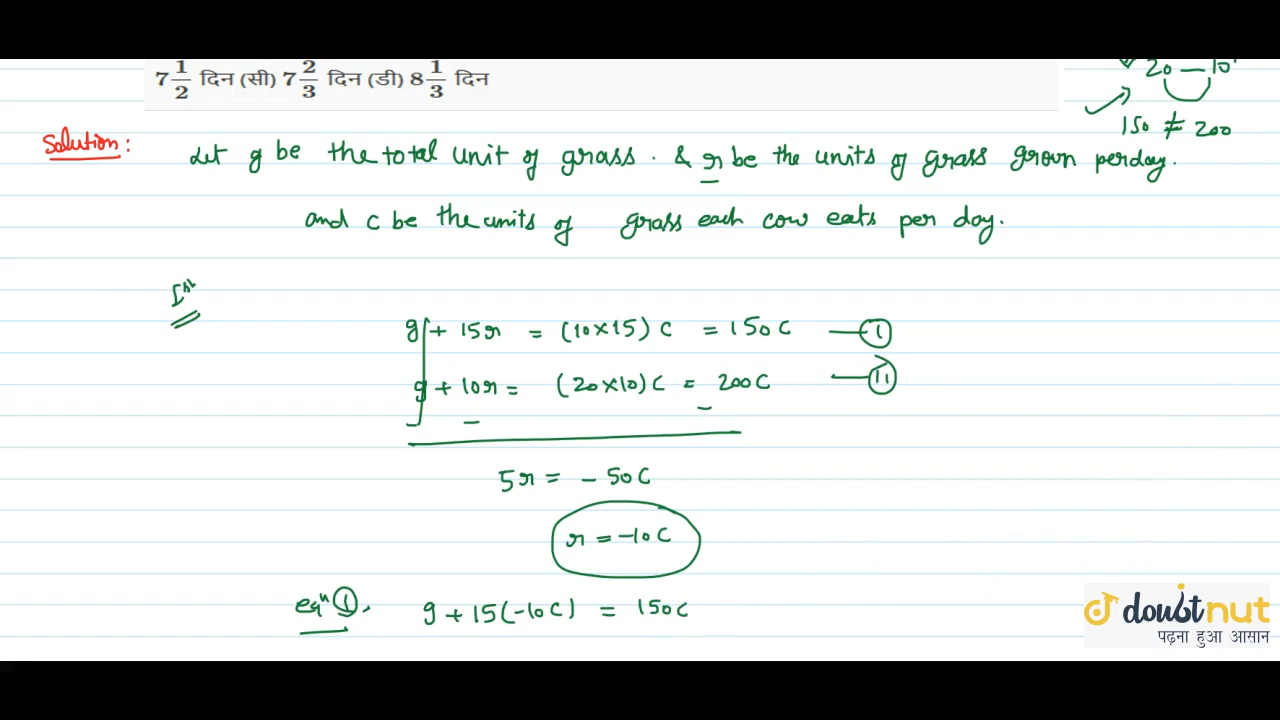 7 1/2 दिन (सी) 7 2/3 दिन (डी) 8 1/3 दिन
20 — 10
150 ≠ 200
Solution:
Let g be the total unit of grass. & r be the units of grass grown per day.
and c be the units of grass each cow eats per day.
Ist
g + 15r = (10×15) C = 150C — (I)
g + 10r = (20×10)C = 200C — (II)
5r = - 50C
r = -10C
eqn (1), g + 15(-10C) = 150C
doubtnut
पढ़ना हुआ आसान